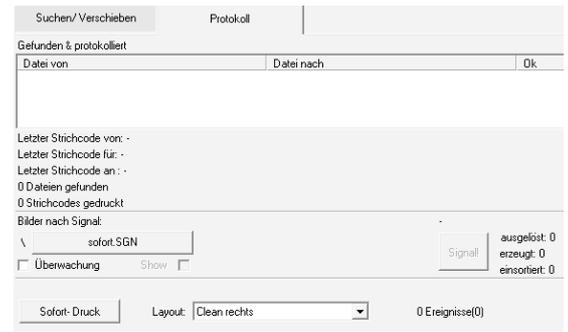 Suchen/ Verschieben Protokoll
Gefunden & protokolliert
Datei von Datei nach Ok
Letzter Strichcode von: -
Letzter Strichcode für: -
Letzter Strichcode an : -
0 Dateien gefunden
0 Strichcodes gedruckt
Bilder nach Signal: -
\ sofort.SGN Signal! ausgelöst: 0
erzeugt: 0
Überwachung Show einsortiert: 0
Sofort- Druck Layout: Clean rechts 0 Ereignisse(0)